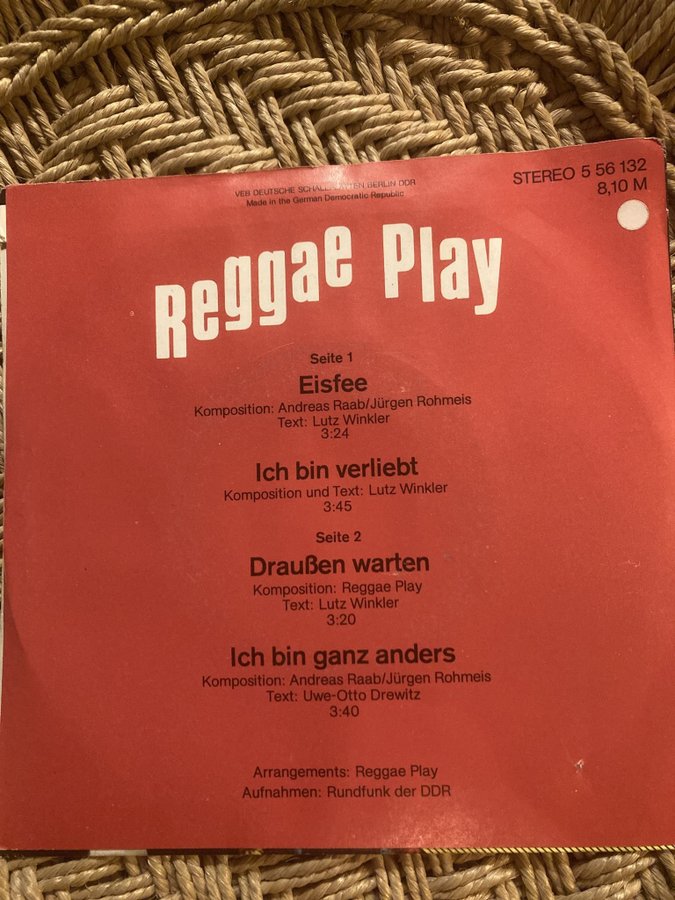 VEB DEUTSCHE SCHALLPLATTEN BERLIN DDR
Made in the German Democratic Republic
STEREO 5 56 132
8,10 M
Reggae Play
Seite 1
Eisfee
Komposition: Andreas Raab/Jürgen Rohmeis
Text: Lutz Winkler
3:24
Ich bin verliebt
Komposition und Text: Lutz Winkler
3:45
Seite 2
Draußen warten
Komposition: Reggae Play
Text: Lutz Winkler
3:20
Ich bin ganz anders
Komposition: Andreas Raab/Jürgen Rohmeis
Text: Uwe-Otto Drewitz
3:40
Arrangements: Reggae Play
Aufnahmen: Rundfunk der DDR